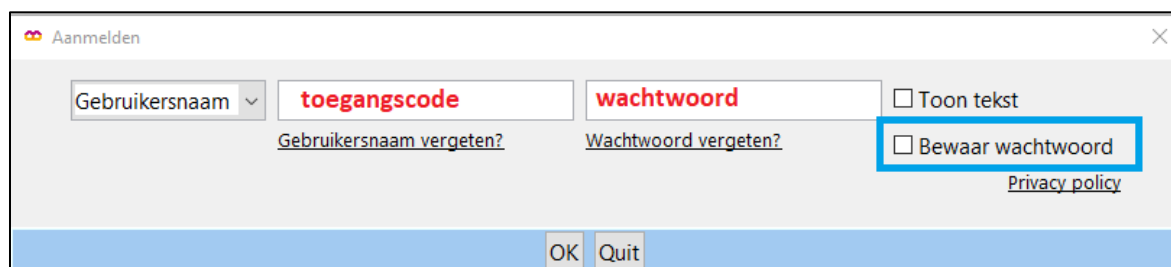 Aanmelden
Gebruikersnaam toegangscode wachtwoord Toon tekst
Gebruikersnaam vergeten? Wachtwoord vergeten? Bewaar wachtwoord
Privacy policy
OK Quit